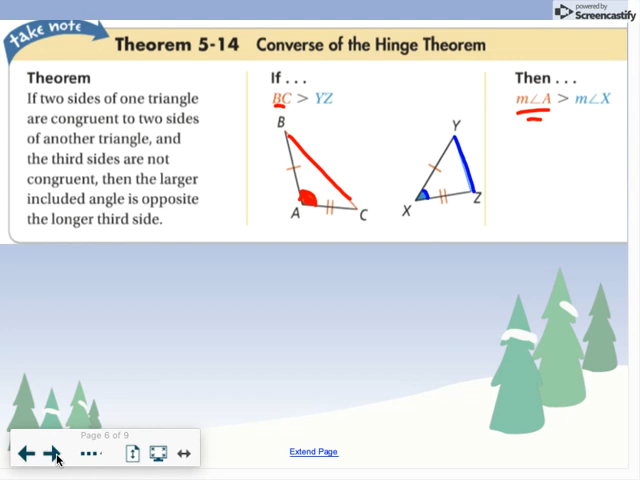 powered by
Screencastify
take note
Theorem 5-14 Converse of the Hinge Theorem
Theorem
If two sides of one triangle
are congruent to two sides
of another triangle, and
the third sides are not
congruent, then the larger
included angle is opposite
the longer third side.
If . . .
BC > YZ
B
A
C
Y
X
Z
Then . . .
m∠A > m∠X
Page 6 of 9
Extend Page